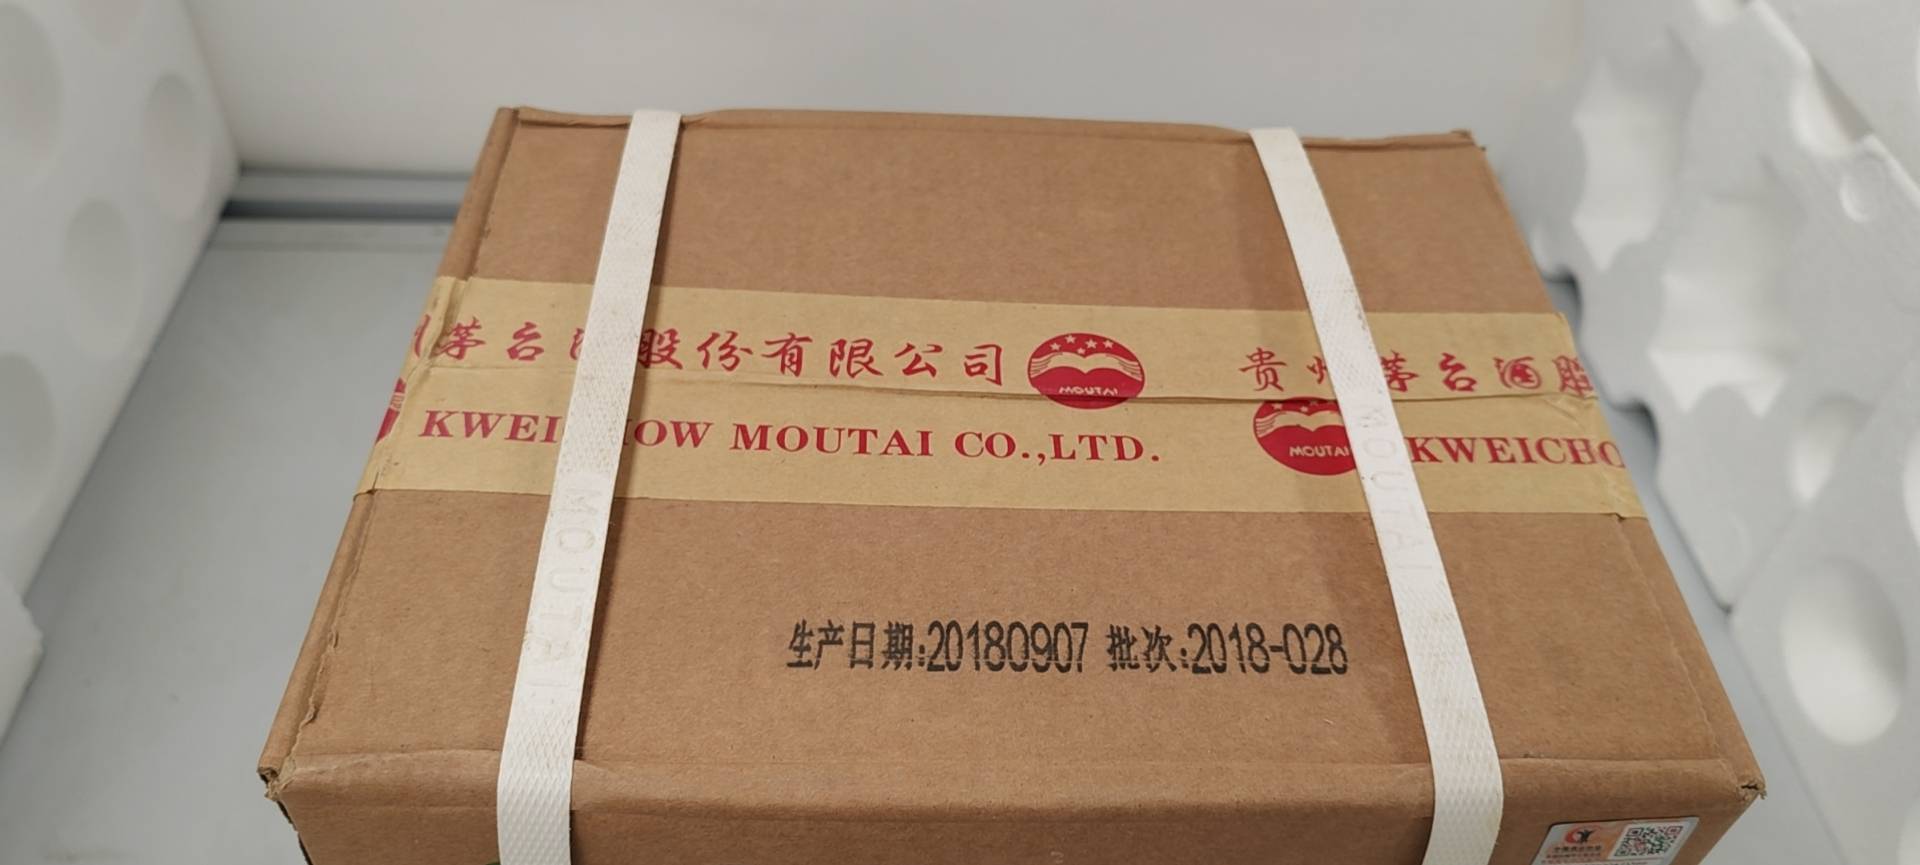 茅台酒股份有限公司 MOUTAI 贵州茅台酒股
KWEICHOW MOUTAI CO.,LTD. MOUTAI KWEICHO
MOUTAI
MOUTAI
生产日期:20180907 批次:2018-028